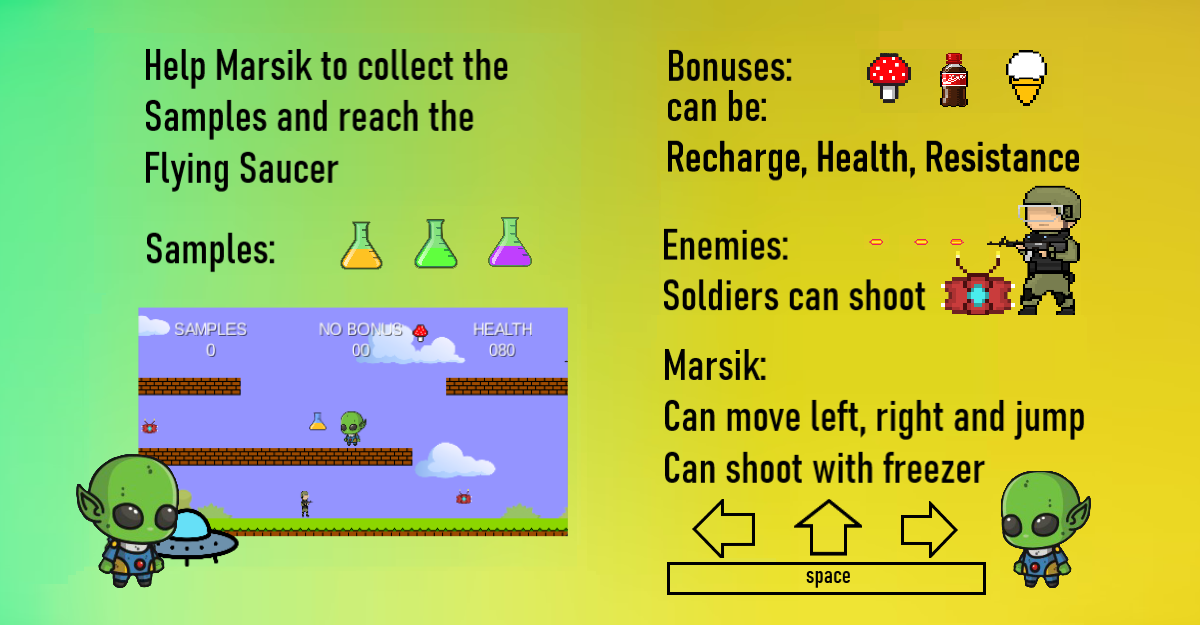 Help Marsik to collect the
Samples and reach the
Flying Saucer
Samples:
SAMPLES
0
NO BONUS
00
HEALTH
080
Bonuses:
can be:
Recharge, Health, Resistance
Enemies:
Soldiers can shoot
Marsik:
Can move left, right and jump
Can shoot with freezer
space